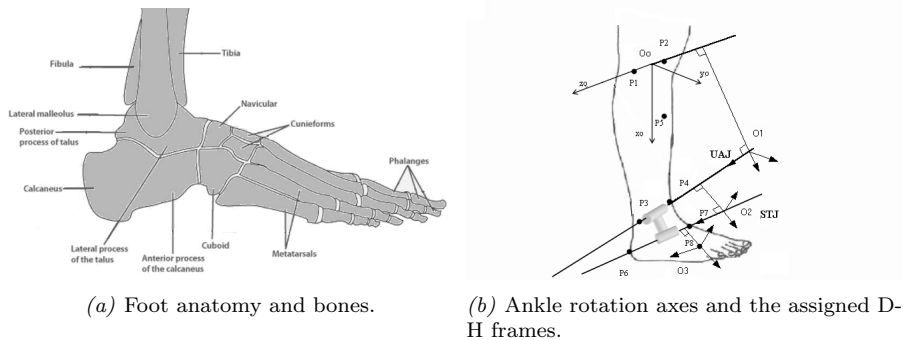 Tibia
Fibula
Navicular
Lateral malleolus
Cuneiforms
Posterior
process of talus
Phalanges
Calcaneus
Lateral process
of the talus
Anterior process
of the calcaneus
Cuboid
Metatarsals
(a) Foot anatomy and bones.
P2
Oo
zo
P1
yo
P5
xo
O1
UAJ
P4
P3
P7
O2
STJ
P8
P6
O3
(b) Ankle rotation axes and the assigned D-
H frames.